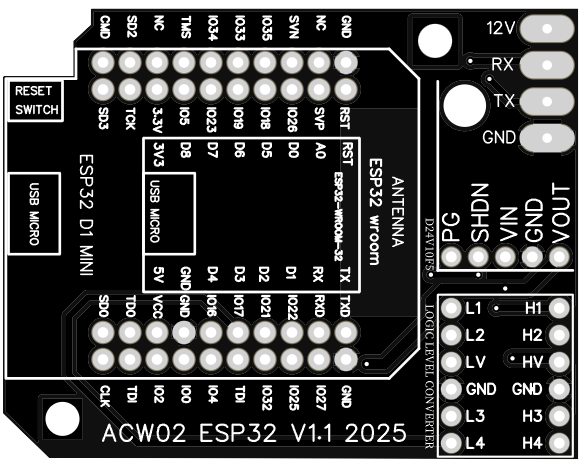 CMD SD2 NC TMS IO34 IO33 IO35 SVN NC GND
SD3 TCK 3.3V IO5 IO23 IO19 IO18 IO26 SVP RST
3V3 D8 D7 D6 D5 D0 A0 RST
RESET
SWITCH
USB MICRO
ESP32 D1 MINI
USB MICRO
ESP32-WROOM-32
ESP32 wroom
ANTENNA
5V GND D4 D3 D2 D1 RX TX
SD0 TD0 VCC GND IO16 IO17 IO21 IO22 RXD TXD
CLK TDI IO2 IO0 IO4 TDI IO32 IO25 IO27 GND
ACW02 ESP32 V1.1 2025
12V
RX
TX
GND
PG SHDN VIN GND VOUT
D24V10F5
LOGIC LEVEL CONVERTER
L1 H1
L2 H2
LV HV
GND GND
L3 H3
L4 H4